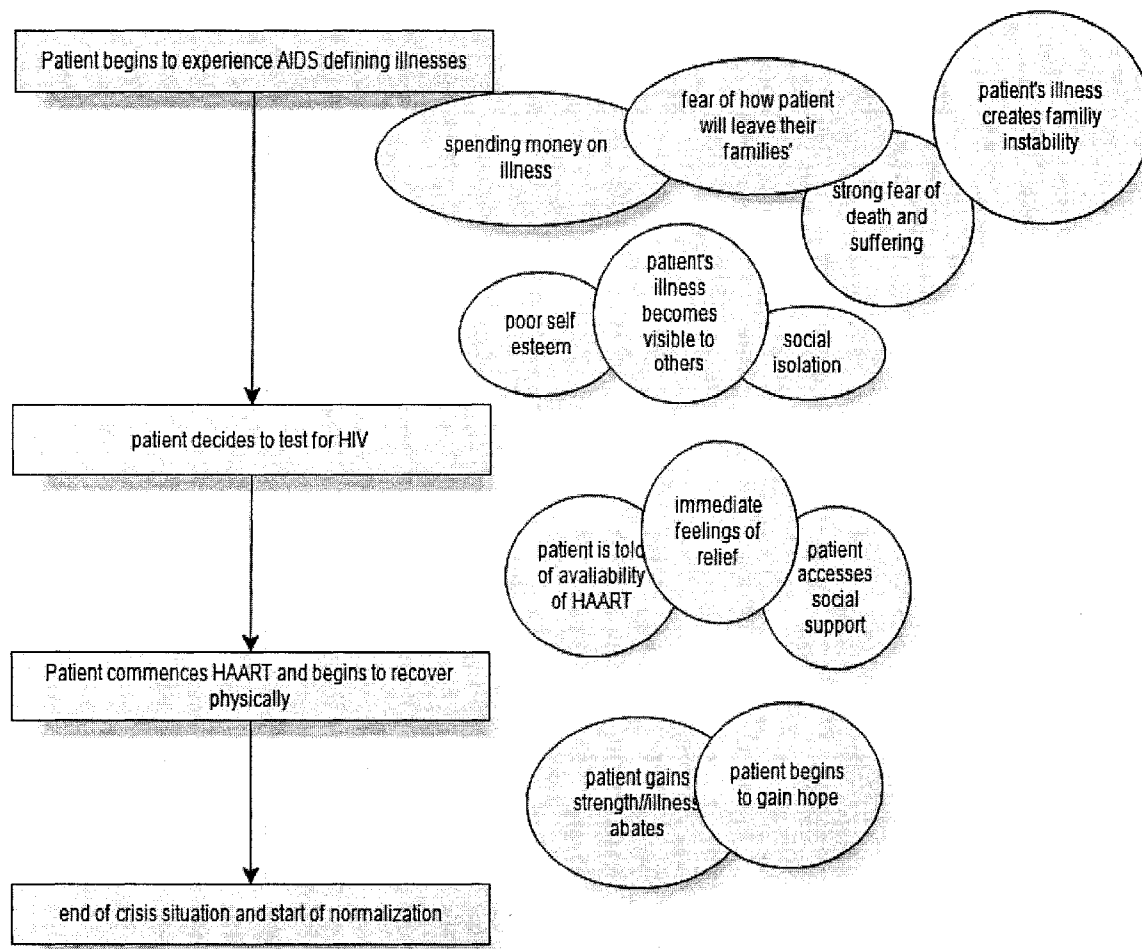 Patient begins to experience AIDS defining illnesses
spending money on
illness
fear of how patient
will leave their
families'
strong fear of
death and
suffering
patient's illness
creates familiy
instability
poor self
esteem
patient's
illness
becomes
visible to
others
social
isolation
patient decides to test for HIV
patient is told
of avaliability
of HAART
immediate
feelings of
relief
patient
accesses
social
support
Patient commences HAART and begins to recover
physically
patient gains
strength//illness
abates
patient begins
to gain hope
end of crisis situation and start of normalization